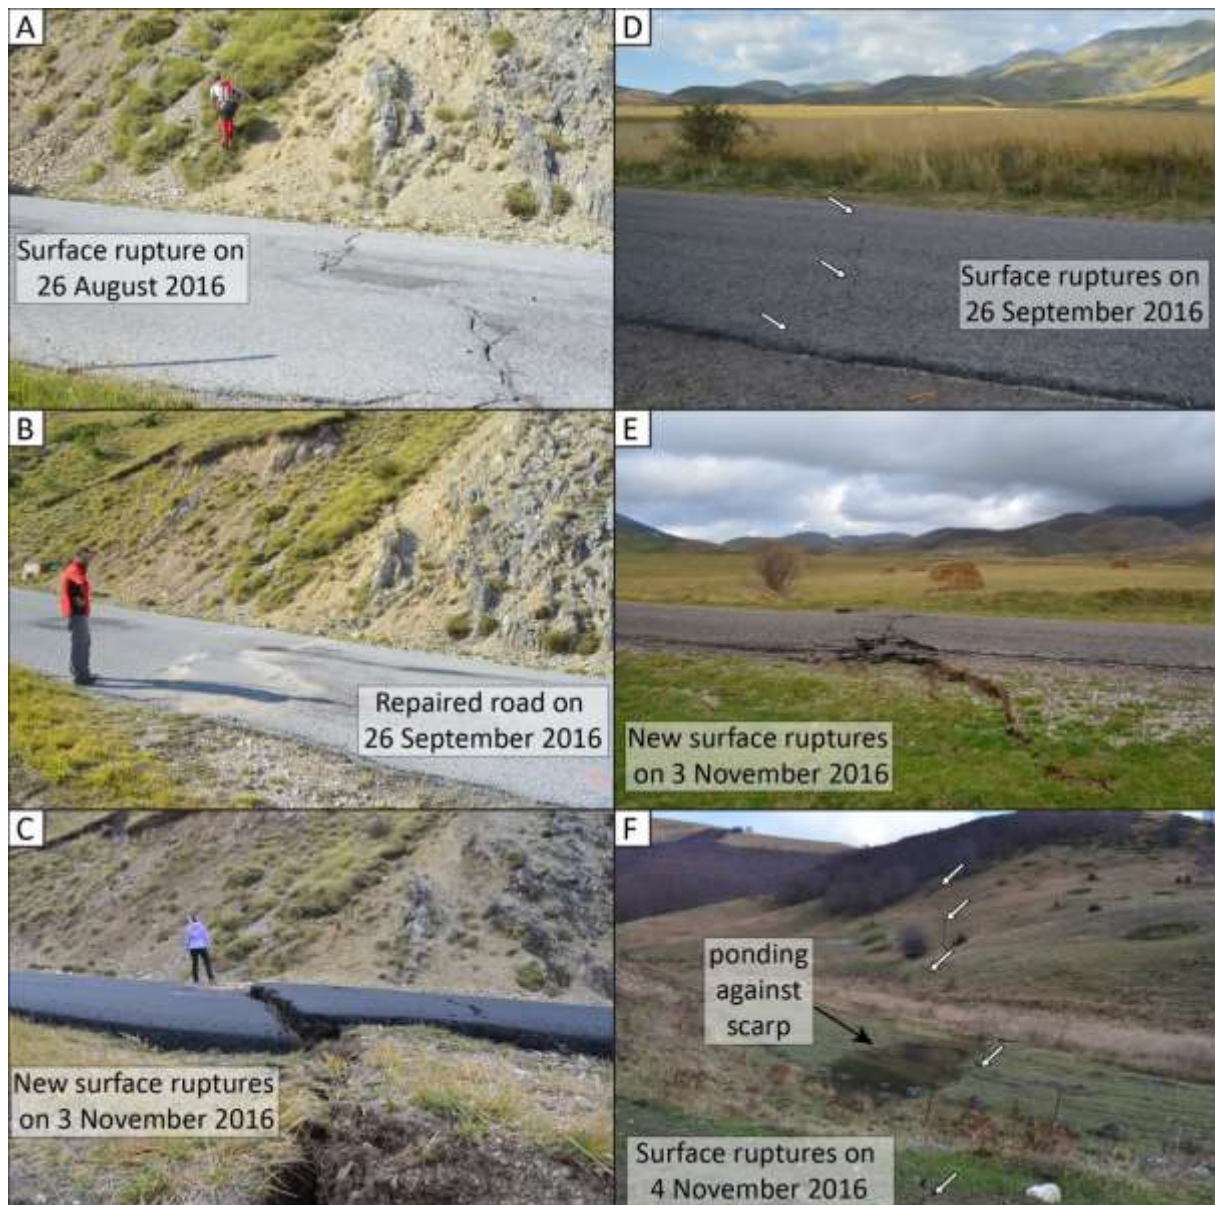 A
Surface rupture on
26 August 2016
B
Repaired road on
26 September 2016
C
New surface ruptures
on 3 November 2016
D
Surface ruptures on
26 September 2016
E
New surface ruptures
on 3 November 2016
F
ponding
against
scarp
Surface ruptures on
4 November 2016